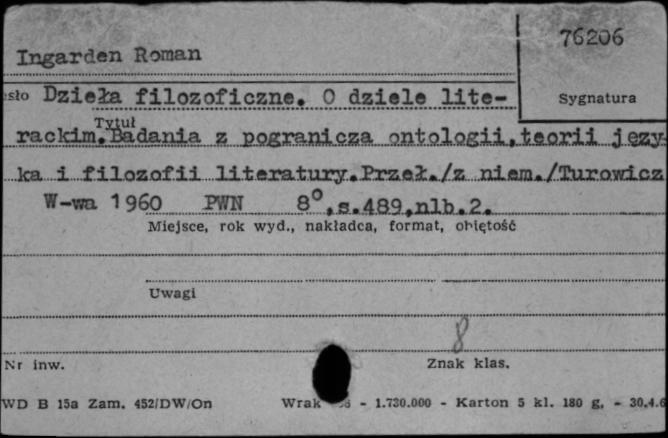 76206
Ingarden Roman
sło Dzieła filozoficzne. O dziele lite-
Sygnatura
Tytuł
rackim. Badania z pogranicza ontologii, teorii języ-
ka i filozofii literatury. Przeł./z niem./Turowicz
W-wa 1960 PWN 8°, s.489, nlb.2.
Miejsce, rok wyd., nakładca, format, objętość
Uwagi
8
Nr inw. Znak klas.
WD B 15a Zam. 452/DW/On Wrak - 1.730.000 - Karton 5 kl. 180 g. - 30.4.6